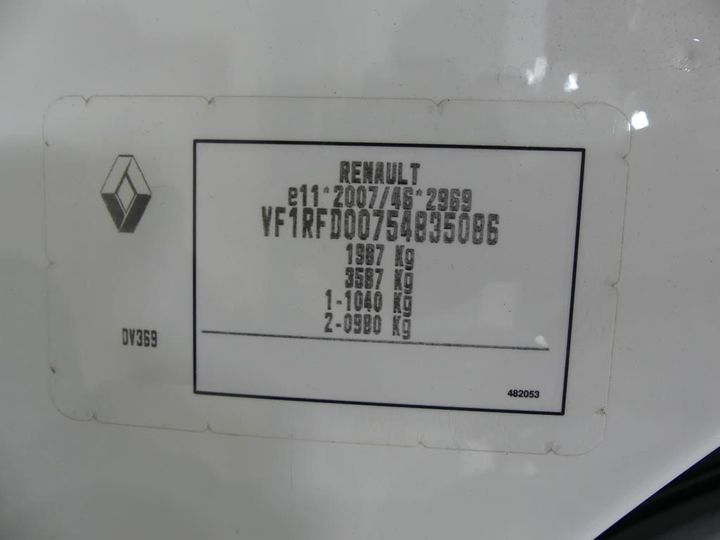 RENAULT
e11*2007/46*2969
VF1RFD00754835086
1987 Kg
3587 Kg
1-1040 Kg
2-0980 Kg
DV369
482053